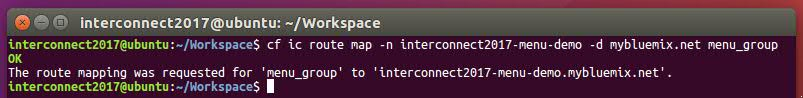 interconnect2017@ubuntu: ~/Workspace
interconnect2017@ubuntu:~/Workspace$ cf ic route map -n interconnect2017-menu-demo -d mybluemix.net menu_group
OK
The route mapping was requested for 'menu_group' to 'interconnect2017-menu-demo.mybluemix.net'.
interconnect2017@ubuntu:~/Workspace$